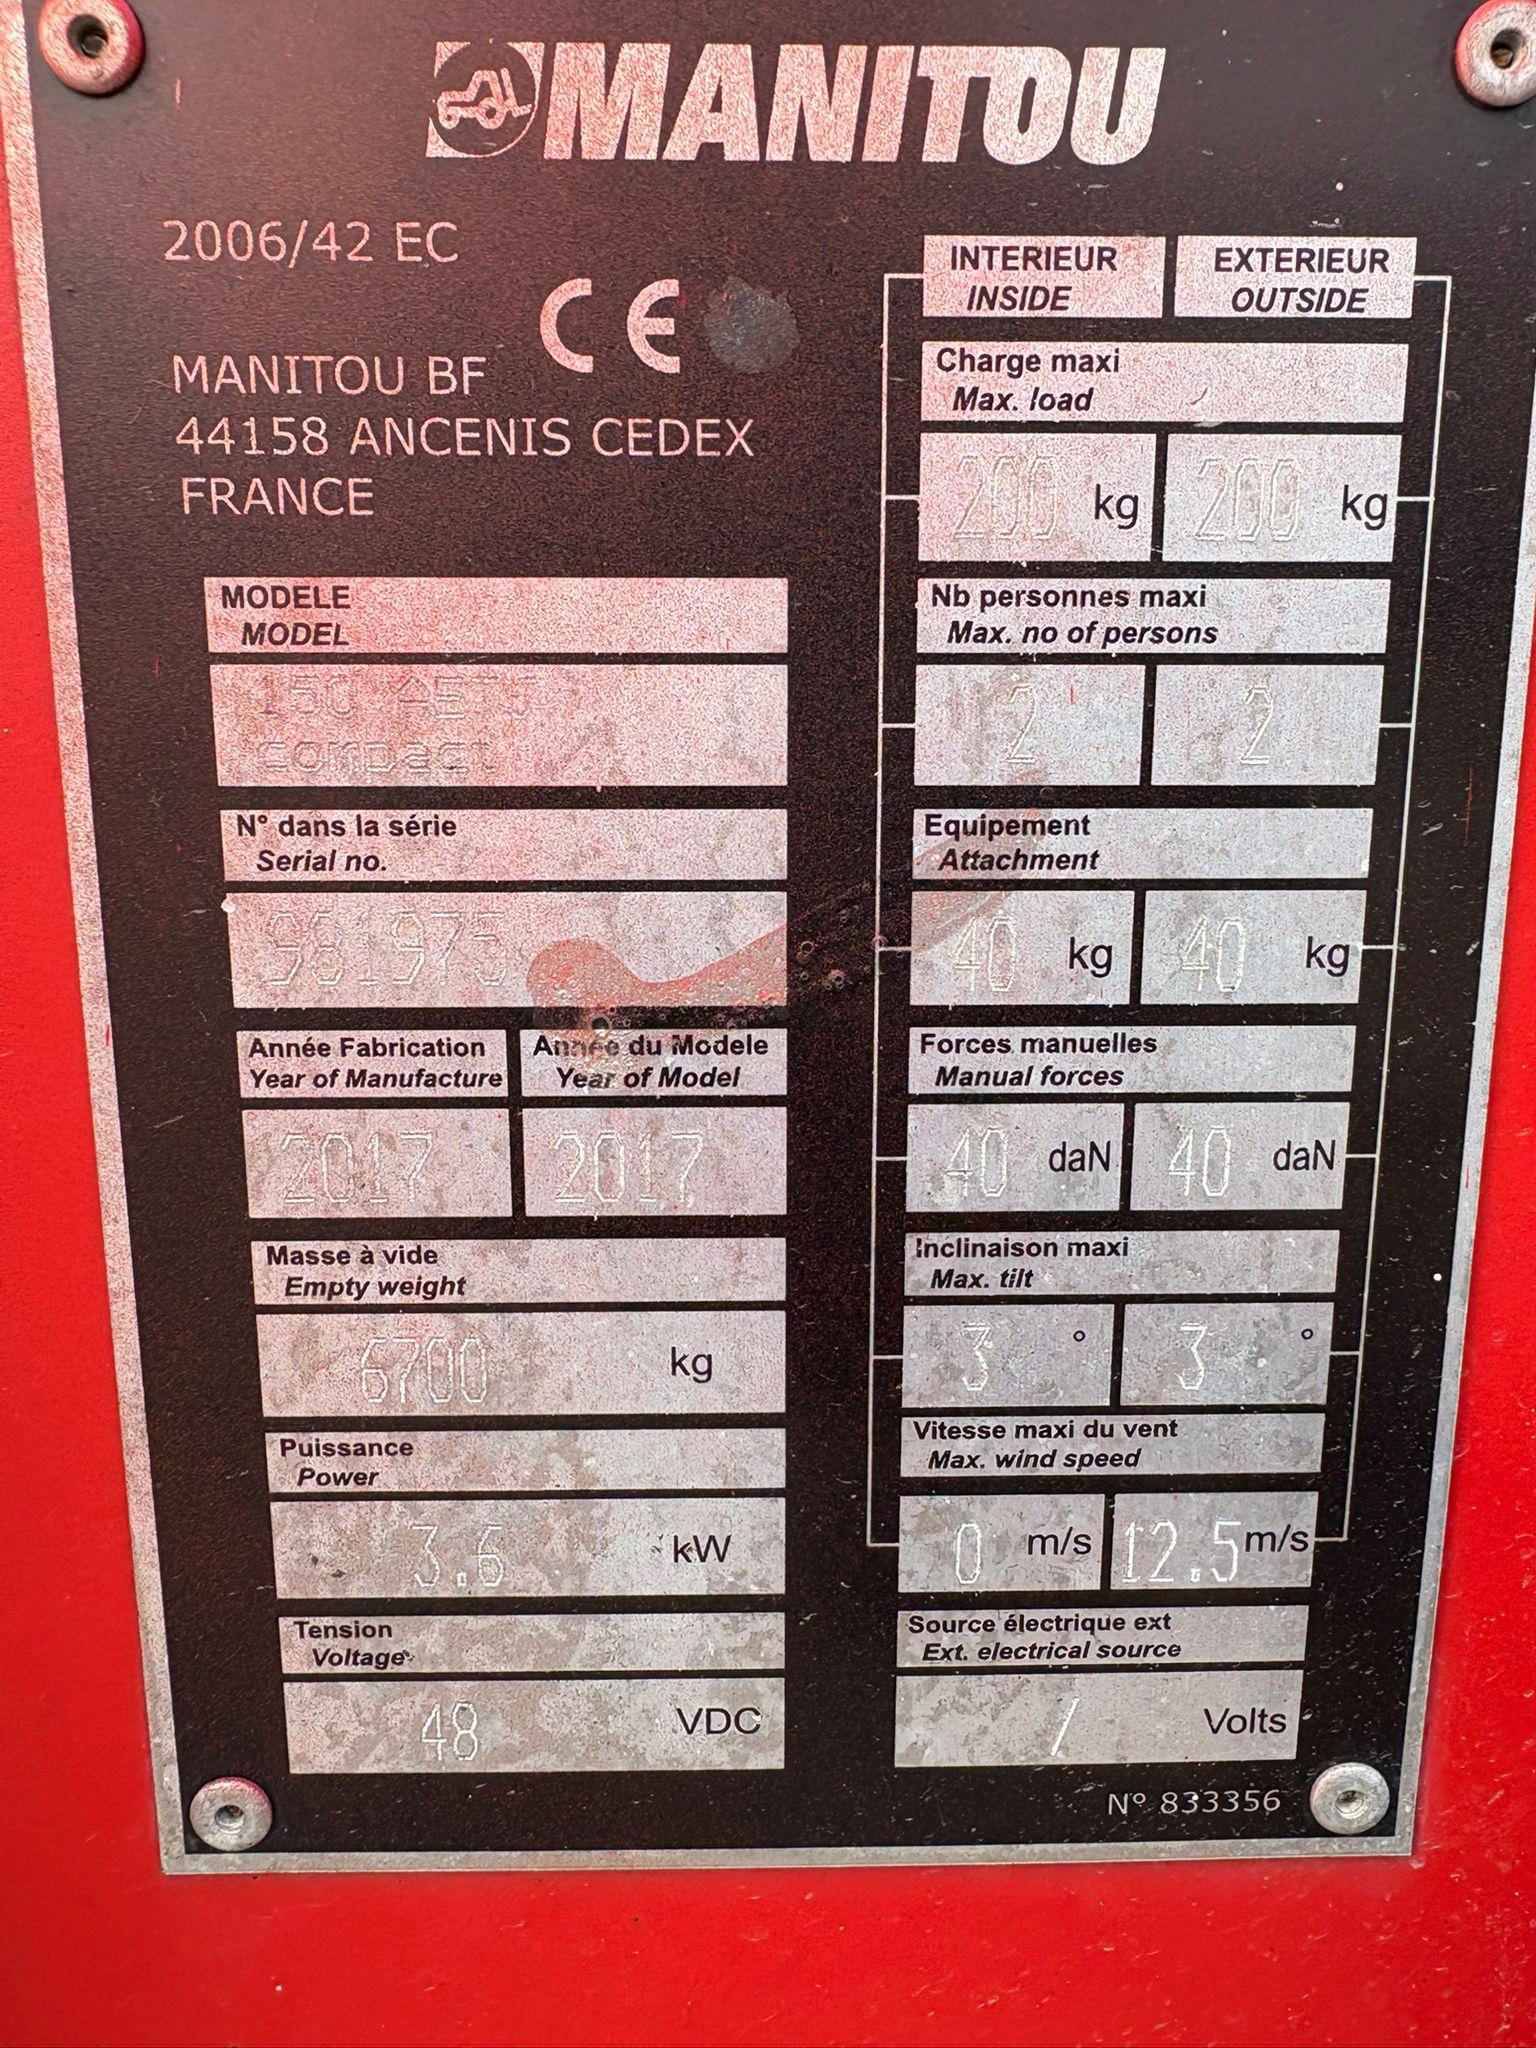 MANITOU
2006/42 EC
CE
MANITOU BF
44158 ANCENIS CEDEX
FRANCE
MODELE
MODEL
150 AETJ
compact
N° dans la série
Serial no.
981975
Année Fabrication
Year of Manufacture
2017
Année du Modele
Year of Model
2017
Masse à vide
Empty weight
6700 kg
Puissance
Power
3.6 kW
Tension
Voltage
48 VDC
INTERIEUR
INSIDE
EXTERIEUR
OUTSIDE
Charge maxi
Max. load
200 kg 200 kg
Nb personnes maxi
Max. no of persons
2 2
Equipement
Attachment
40 kg 40 kg
Forces manuelles
Manual forces
40 daN 40 daN
Inclinaison maxi
Max. tilt
3 ° 3 °
Vitesse maxi du vent
Max. wind speed
0 m/s 12.5 m/s
Source électrique ext
Ext. electrical source
/ Volts
N° 833356